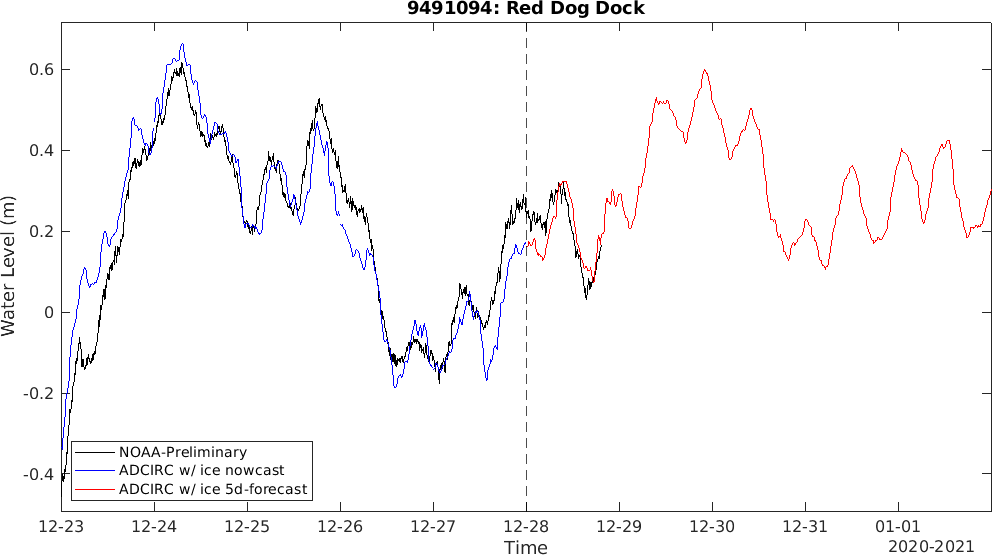 9491094: Red Dog Dock
Water Level (m)
0.6
0.4
0.2
0
-0.2
-0.4
NOAA-Preliminary
ADCIRC w/ ice nowcast
ADCIRC w/ ice 5d-forecast
12-23 12-24 12-25 12-26 12-27 12-28 12-29 12-30 12-31 01-01
Time
2020-2021